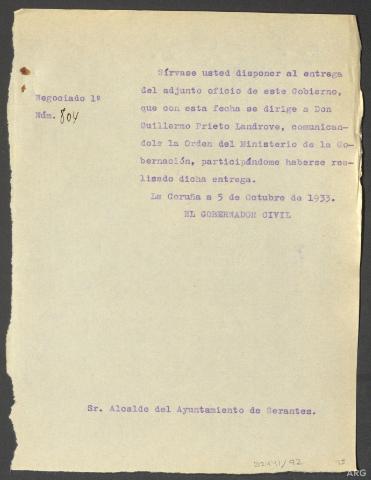 Sírvase usted disponer al entrega
del adjunto oficio de este Gobierno,
que con esta fecha se dirige a Don
Guillermo Prieto Landrove, comunican-
dole la Orden del Ministerio de la Go-
bernación, participándome haberse rea-
lizado dicha entrega.
La Coruña a 5 de Octubre de 1933.
EL GOBERNADOR CIVIL
Negociado 1º
Núm. 804
Sr. Alcalde del Ayuntamiento de Serantes.
ARG